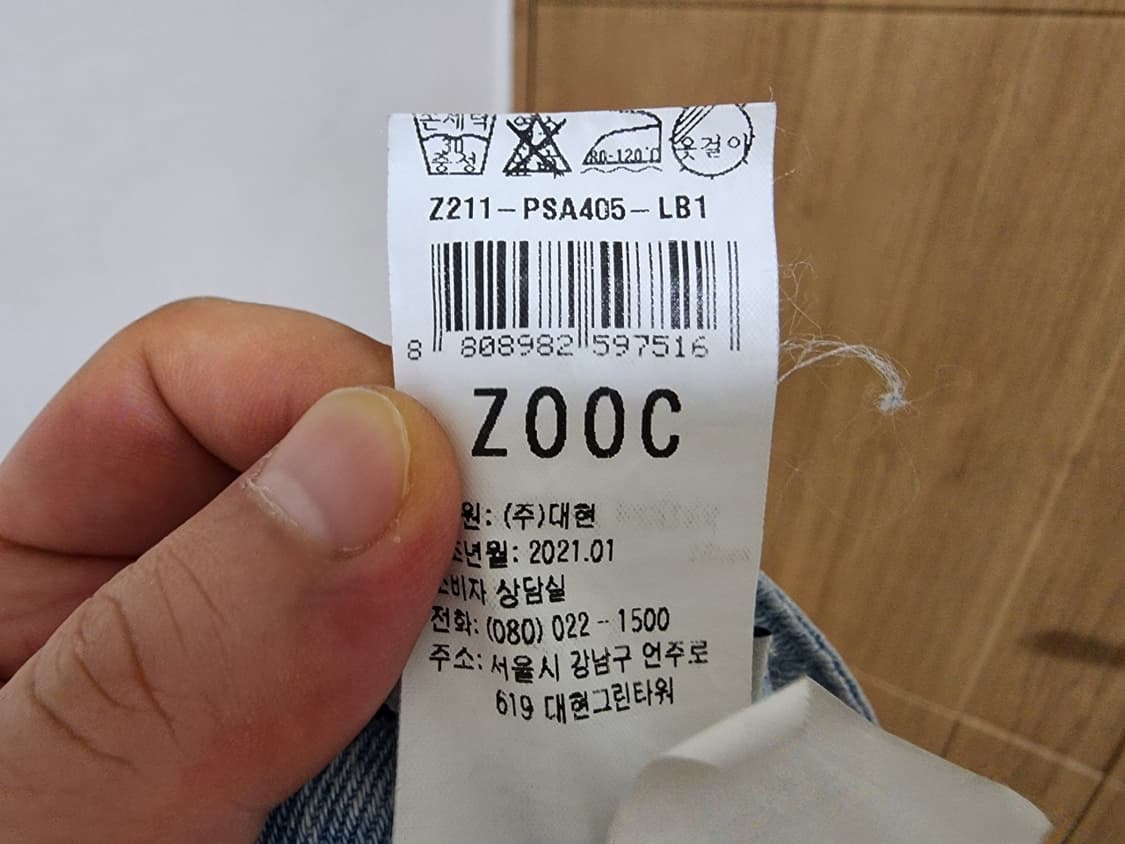 손세탁
30
중성
80-120℃
옷걸이
Z211-PSA405-LB1
8 808982 597516
ZOOC
원: (주)대현
년월: 2021.01
비자 상담실
전화: (080) 022-1500
주소: 서울시 강남구 언주로
619 대현그린타워